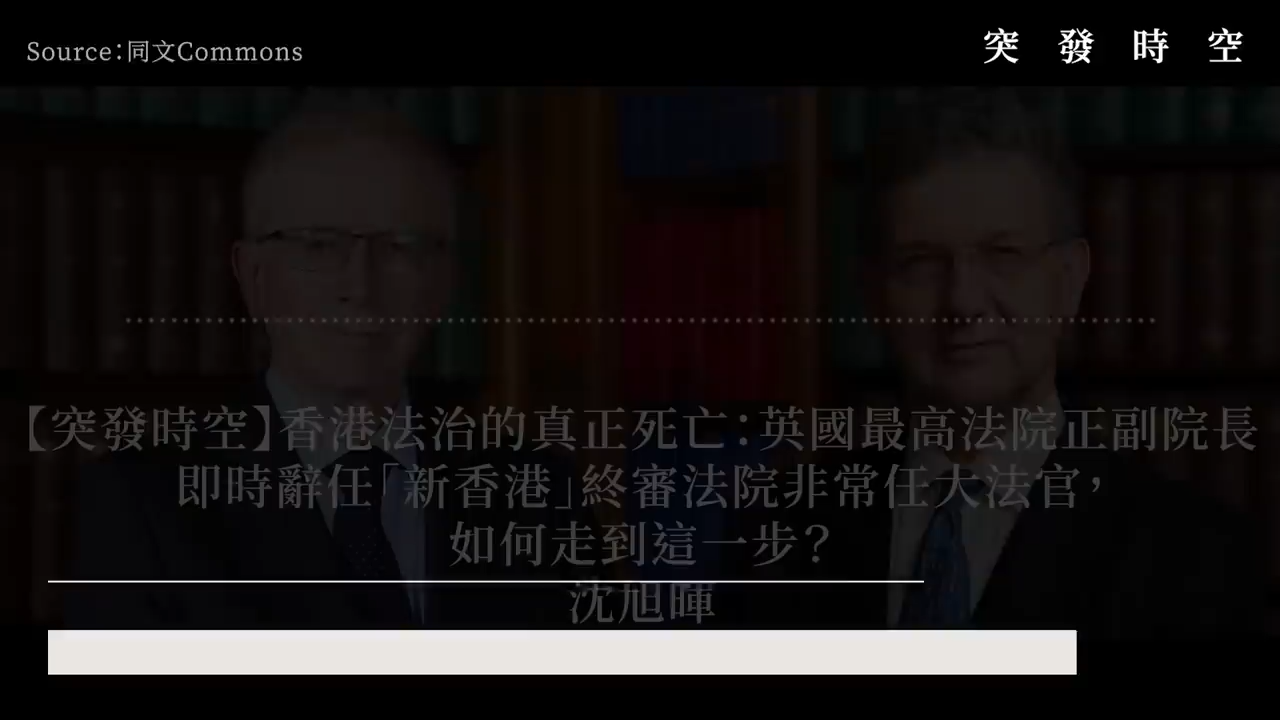 Source:同文Commons
突發時空
【突發時空】香港法治的真正死亡:英國最高法院正副院長
即時辭任「新香港」終審法院非常任大法官,
如何走到這一步?
沈旭暉